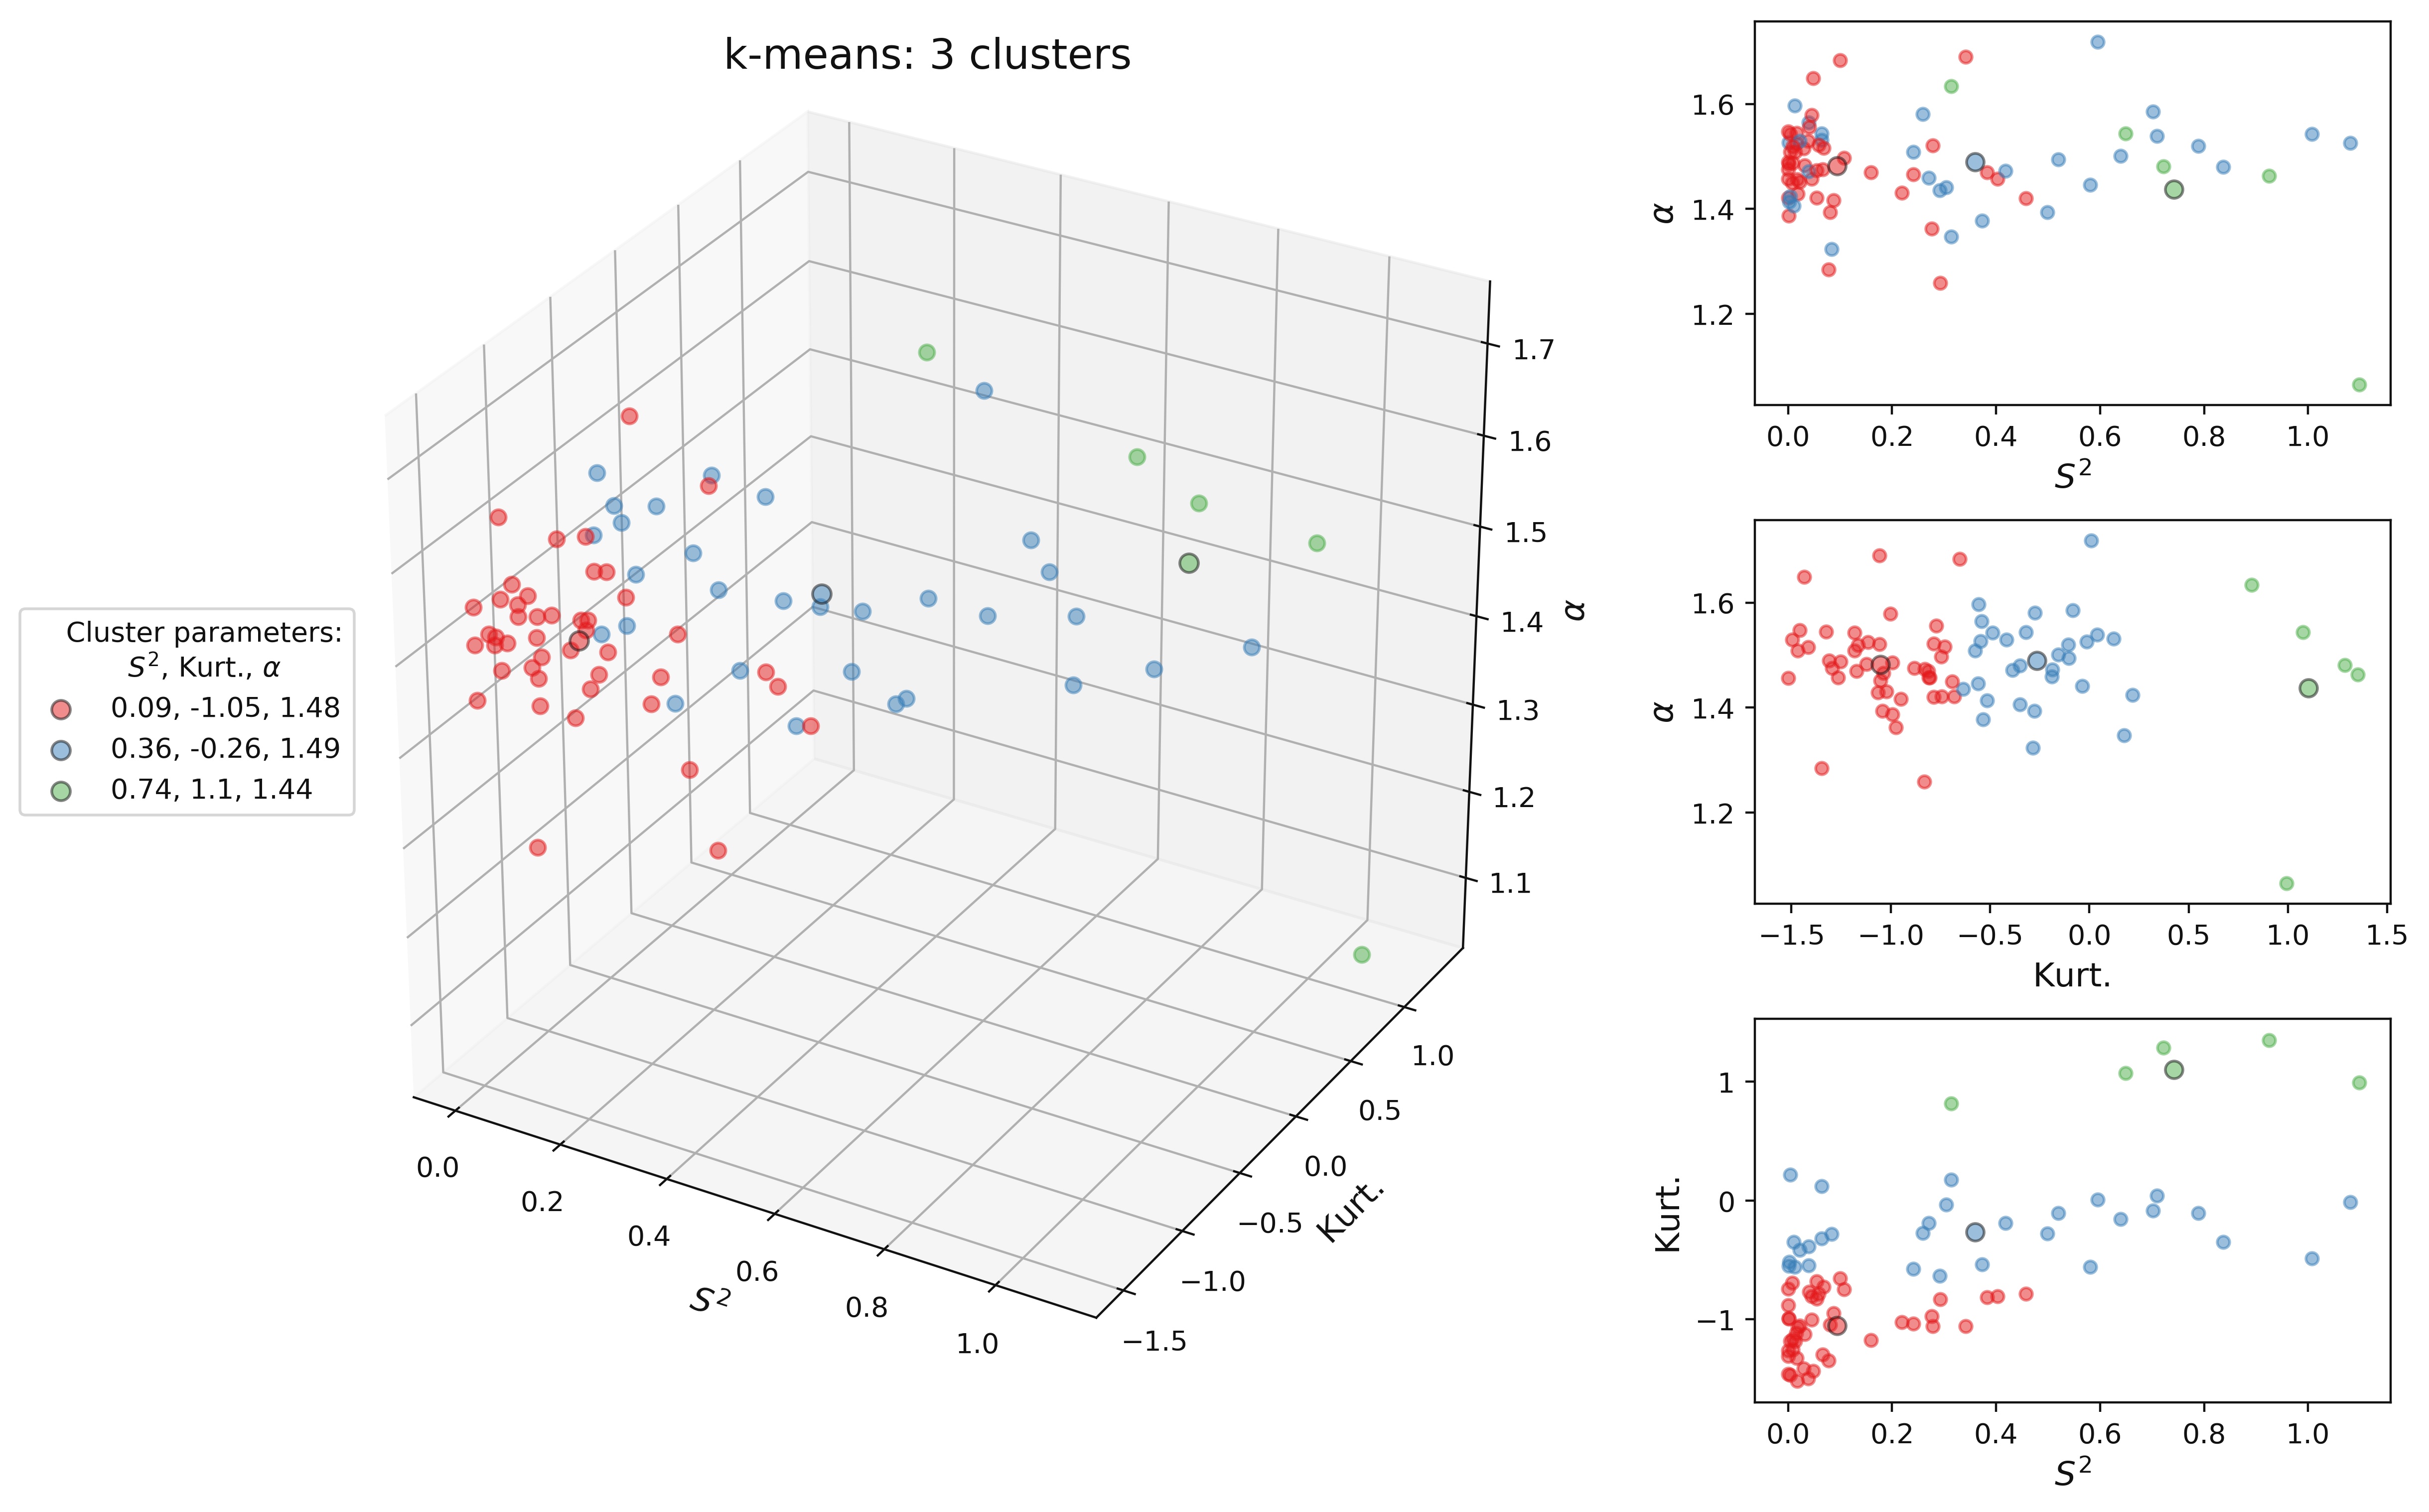 k-means: 3 clusters
Cluster parameters:
S², Kurt., α
0.09, -1.05, 1.48
0.36, -0.26, 1.49
0.74, 1.1, 1.44
0.0
0.2
0.4
0.6
0.8
1.0
S²
−1.5
−1.0
−0.5
0.0
0.5
1.0
Kurt.
1.1
1.2
1.3
1.4
1.5
1.6
1.7
α
1.6
1.4
1.2
α
0.0 0.2 0.4 0.6 0.8 1.0
S²
1.6
1.4
1.2
α
−1.5 −1.0 −0.5 0.0 0.5 1.0 1.5
Kurt.
1
0
−1
Kurt.
0.0 0.2 0.4 0.6 0.8 1.0
S²